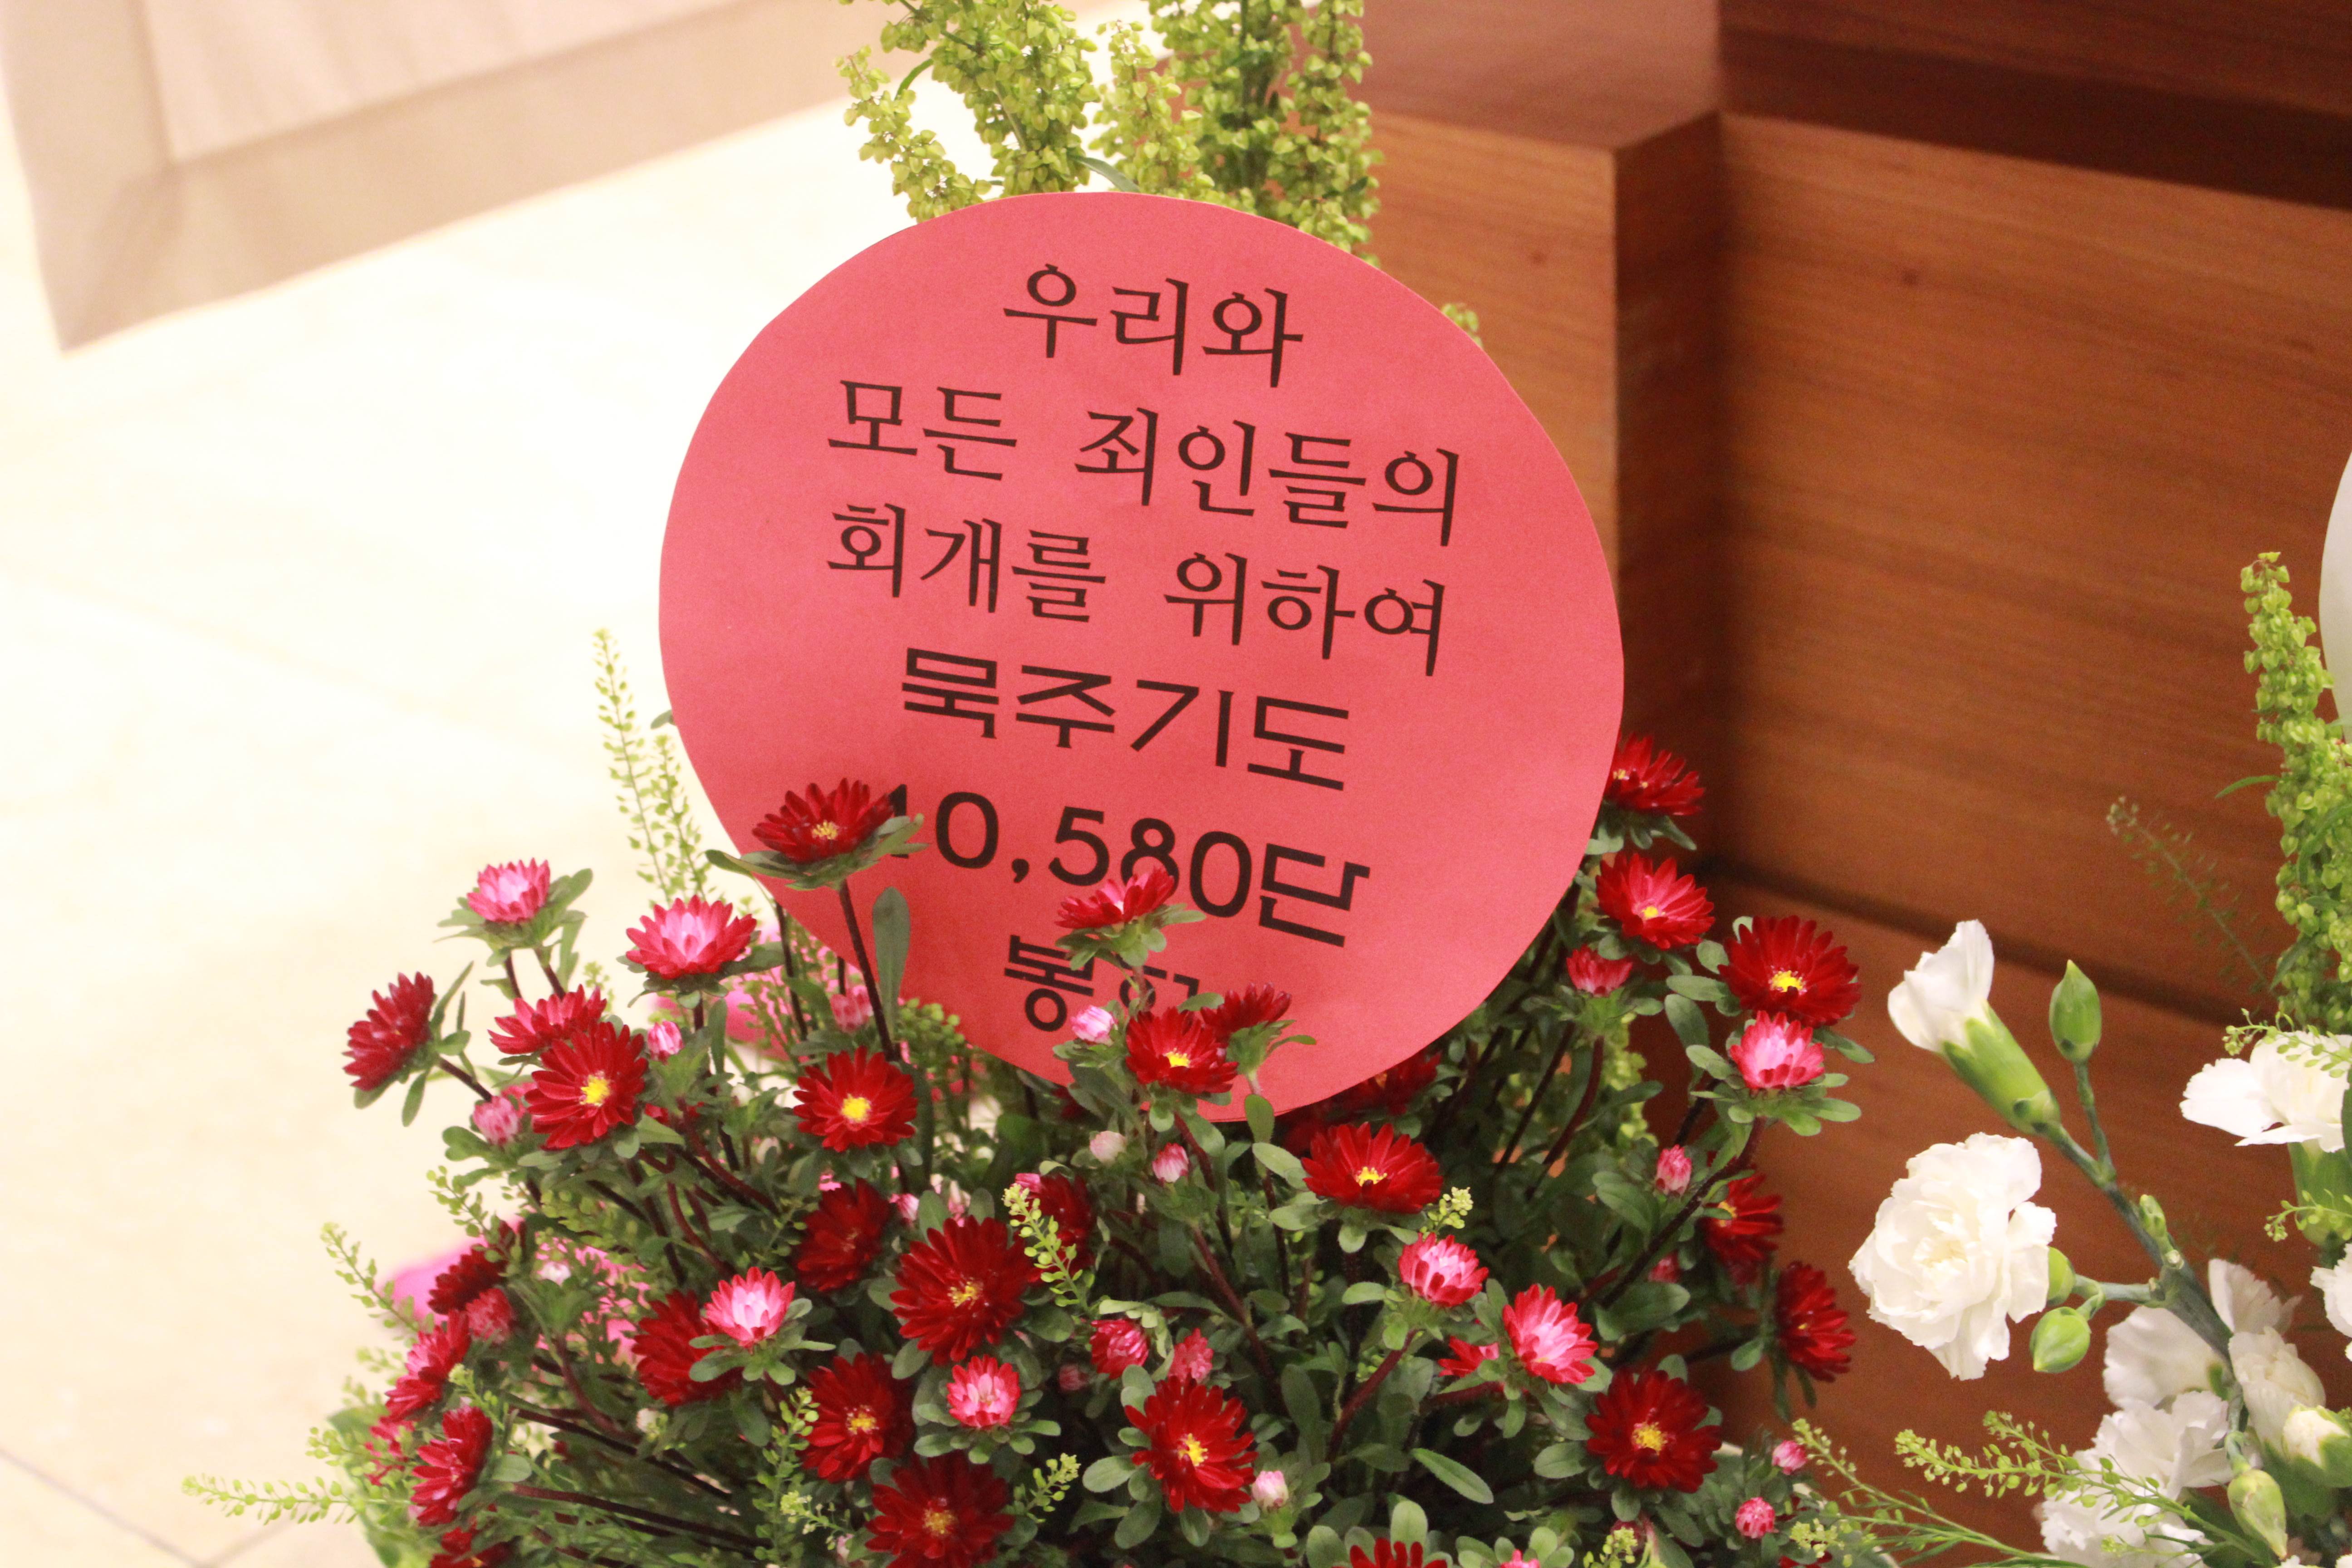 우리와
모든 죄인들의
회개를 위하여
묵주기도
10,580단